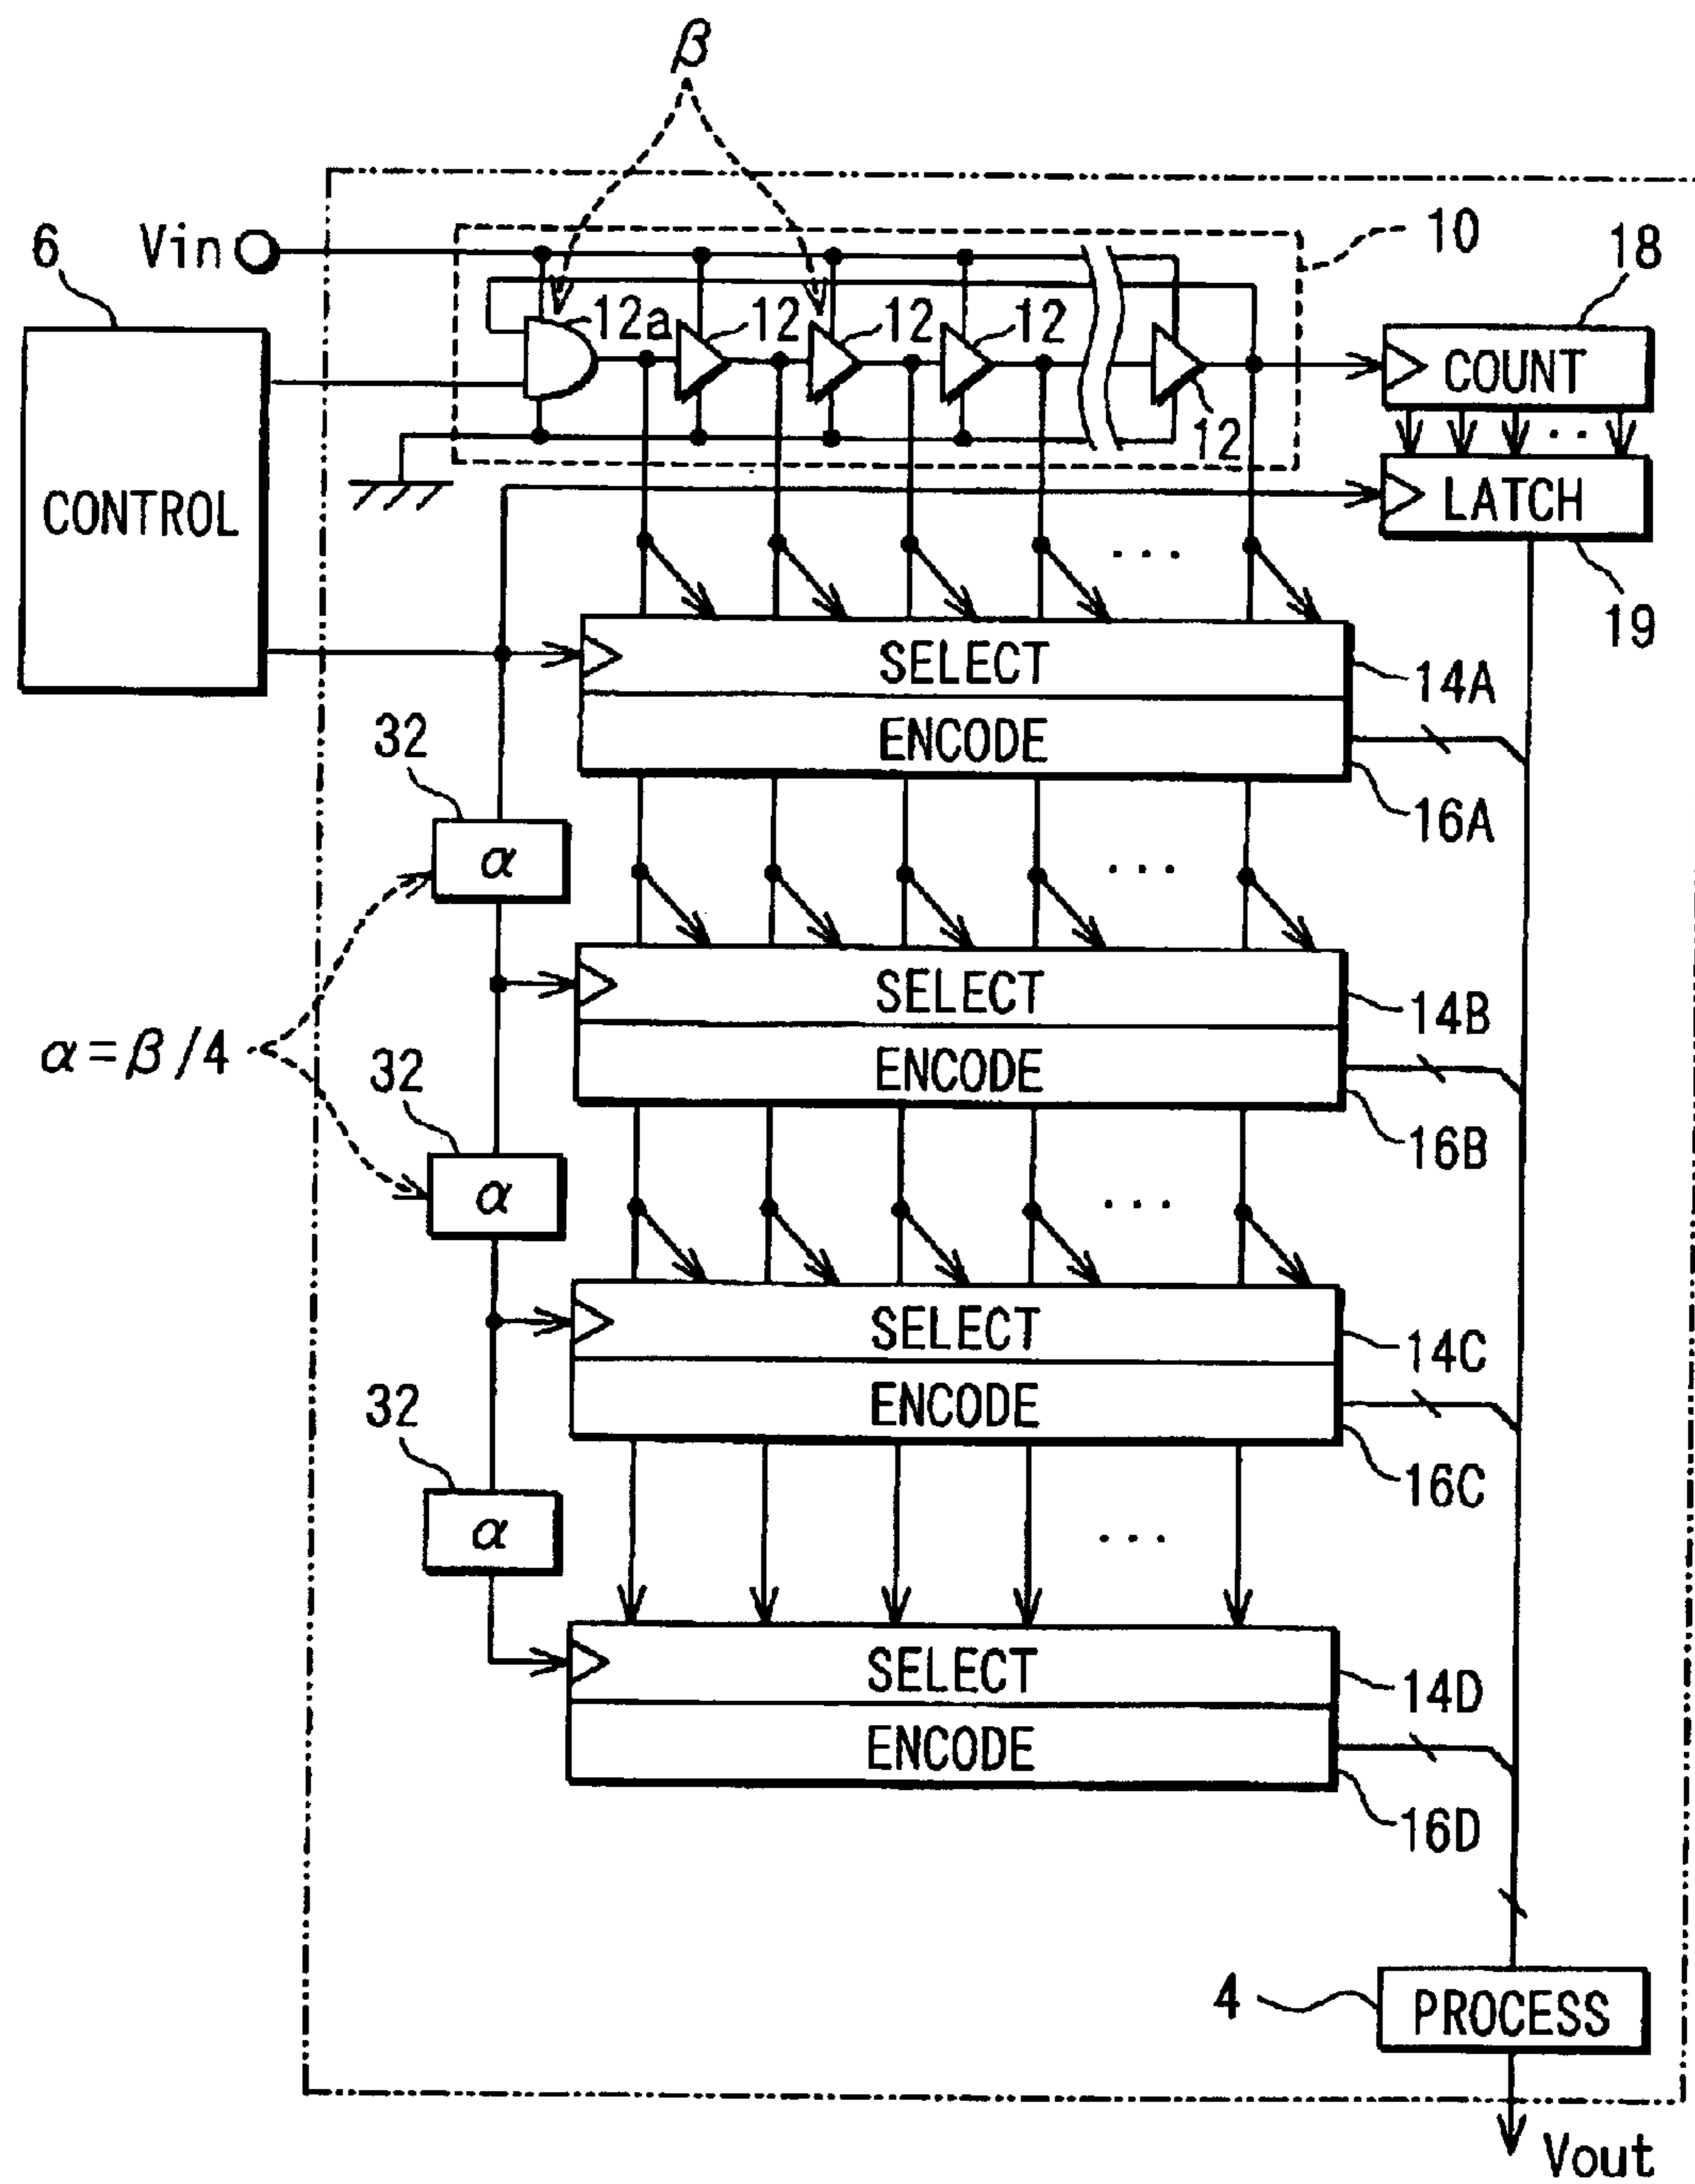 β
6
Vin
10
18
12a
12
12
12
COUNT
12
CONTROL
LATCH
...
19
SELECT
14A
ENCODE
32
16A
α
...
SELECT
14B
α=β/4
32
ENCODE
16B
α
...
SELECT
14C
32
ENCODE
16C
α
...
SELECT
14D
ENCODE
16D
4
PROCESS
Vout